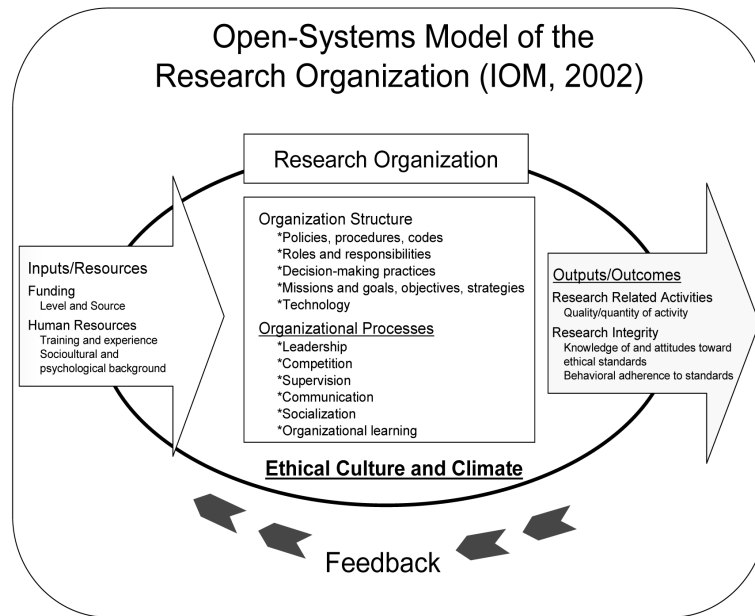 Open-Systems Model of the
Research Organization (IOM, 2002)
Research Organization
Inputs/Resources
Funding
Level and Source
Human Resources
Training and experience
Socioultural and
psychological background
Organization Structure
*Policies, procedures, codes
*Roles and responsibilities
*Decision-making practices
*Missions and goals, objectives, strategies
*Technology
Organizational Processes
*Leadership
*Competition
*Supervision
*Communication
*Socialization
*Organizational learning
Outputs/Outcomes
Research Related Activities
Quality/quantity of activity
Research Integrity
Knowledge of and attitudes toward
ethical standards
Behavioral adherence to standards
Ethical Culture and Climate
Feedback